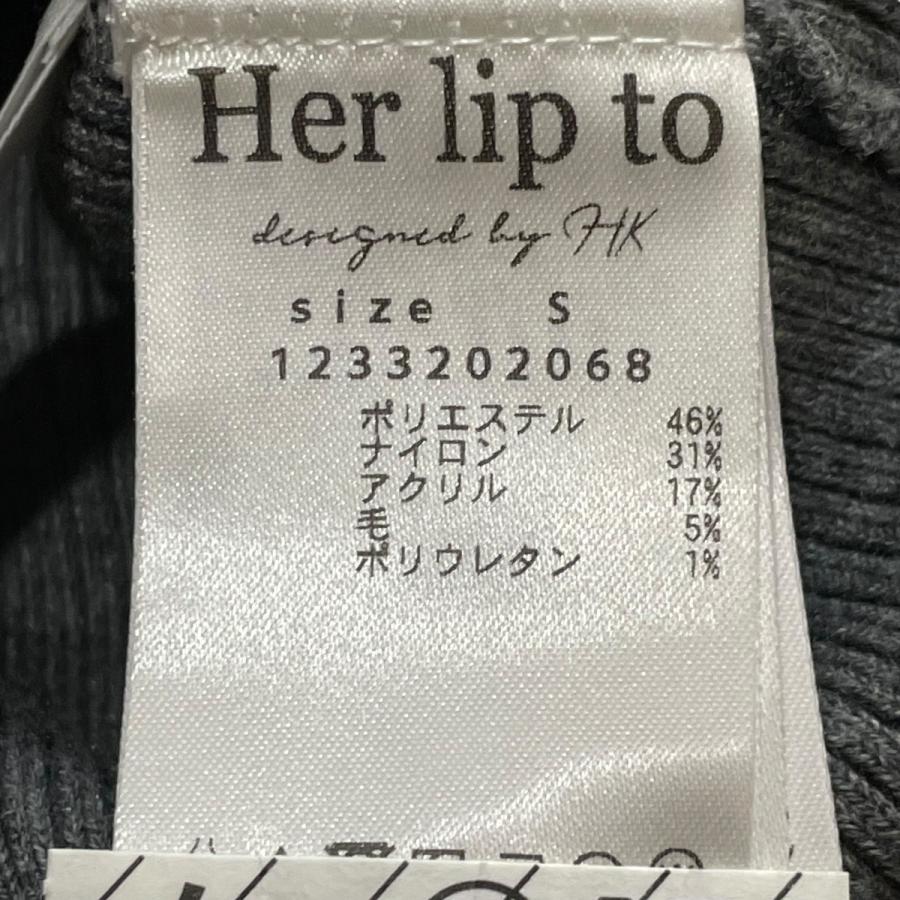 Her lip to
designed by HK
size S
1233202068
ポリエステル 46%
ナイロン 31%
アクリル 17%
毛 5%
ポリウレタン 1%